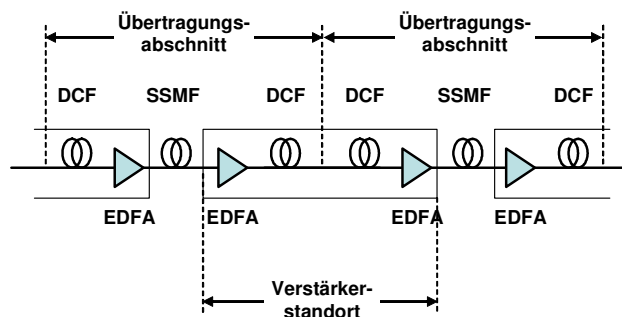 Übertragungs-
abschnitt
Übertragungs-
abschnitt
DCF SSMF DCF DCF SSMF DCF
EDFA EDFA EDFA EDFA
Verstärker-
standort